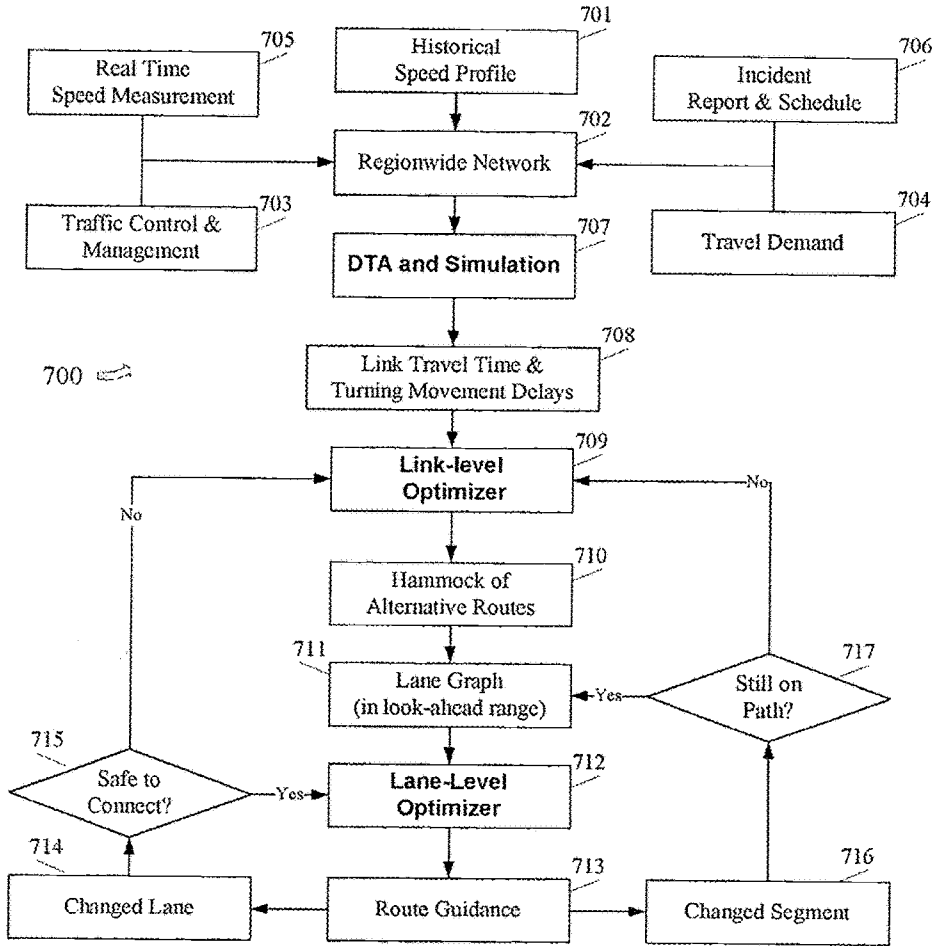 701
Historical
Speed Profile
705
Real Time
Speed Measurement
706
Incident
Report & Schedule
702
Regionwide Network
703
Traffic Control &
Management
704
Travel Demand
707
DTA and Simulation
708
Link Travel Time &
Turning Movement Delays
700
709
Link-level
Optimizer
No
No
710
Hammock of
Alternative Routes
711
Lane Graph
(in look-ahead range)
Yes
717
Still on
Path?
715
Safe to
Connect?
Yes
712
Lane-Level
Optimizer
714
Changed Lane
713
Route Guidance
716
Changed Segment